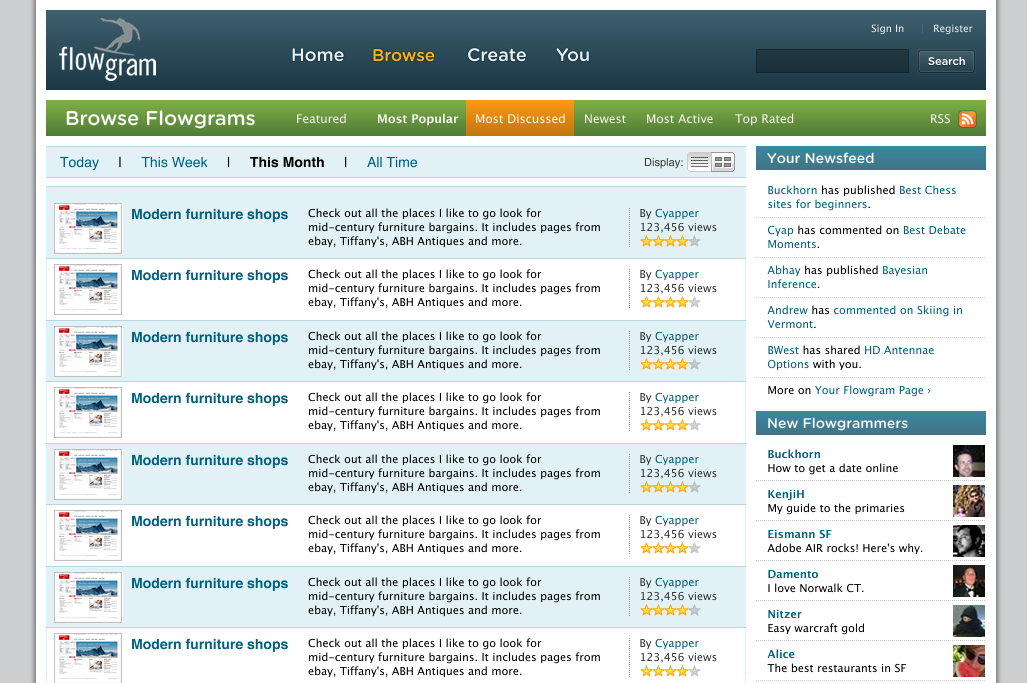 flowgram
Home Browse Create You
Sign In Register
Search
Browse Flowgrams Featured Most Popular Most Discussed Newest Most Active Top Rated RSS
Today I This Week I This Month I All Time
Display:
Modern furniture shops
Check out all the places I like to go look for
mid-century furniture bargains. It includes pages from
ebay, Tiffany's, ABH Antiques and more.
By Cyapper
123,456 views
Modern furniture shops
Check out all the places I like to go look for
mid-century furniture bargains. It includes pages from
ebay, Tiffany's, ABH Antiques and more.
By Cyapper
123,456 views
Modern furniture shops
Check out all the places I like to go look for
mid-century furniture bargains. It includes pages from
ebay, Tiffany's, ABH Antiques and more.
By Cyapper
123,456 views
Modern furniture shops
Check out all the places I like to go look for
mid-century furniture bargains. It includes pages from
ebay, Tiffany's, ABH Antiques and more.
By Cyapper
123,456 views
Modern furniture shops
Check out all the places I like to go look for
mid-century furniture bargains. It includes pages from
ebay, Tiffany's, ABH Antiques and more.
By Cyapper
123,456 views
Modern furniture shops
Check out all the places I like to go look for
mid-century furniture bargains. It includes pages from
ebay, Tiffany's, ABH Antiques and more.
By Cyapper
123,456 views
Modern furniture shops
Check out all the places I like to go look for
mid-century furniture bargains. It includes pages from
ebay, Tiffany's, ABH Antiques and more.
By Cyapper
123,456 views
Modern furniture shops
Check out all the places I like to go look for
mid-century furniture bargains. It includes pages from
ebay, Tiffany's, ABH Antiques and more.
By Cyapper
123,456 views
Your Newsfeed
Buckhorn has published Best Chess
sites for beginners.
Cyap has commented on Best Debate
Moments.
Abhay has published Bayesian
Inference.
Andrew has commented on Skiing in
Vermont.
BWest has shared HD Antennae
Options with you.
More on Your Flowgram Page ›
New Flowgrammers
Buckhorn
How to get a date online
KenjiH
My guide to the primaries
Eismann SF
Adobe AIR rocks! Here's why.
Damento
I love Norwalk CT.
Nitzer
Easy warcraft gold
Alice
The best restaurants in SF